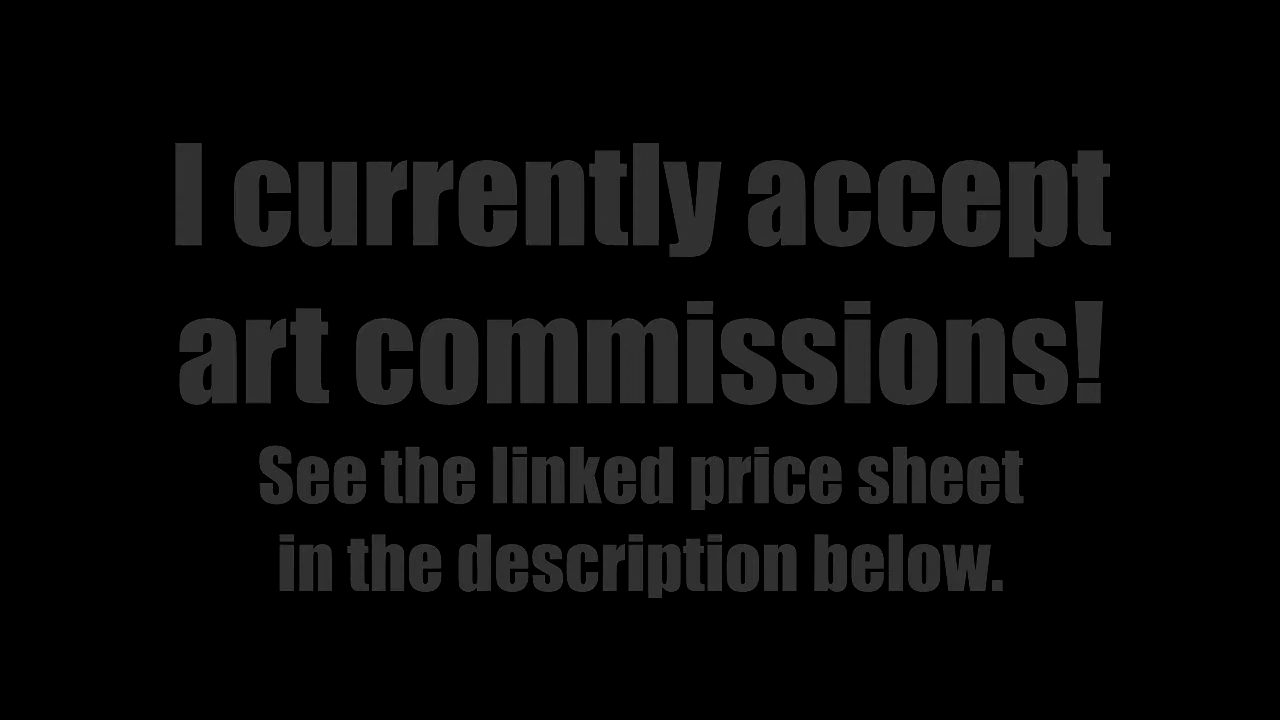 I currently accept
art commissions!
See the linked price sheet
in the description below.